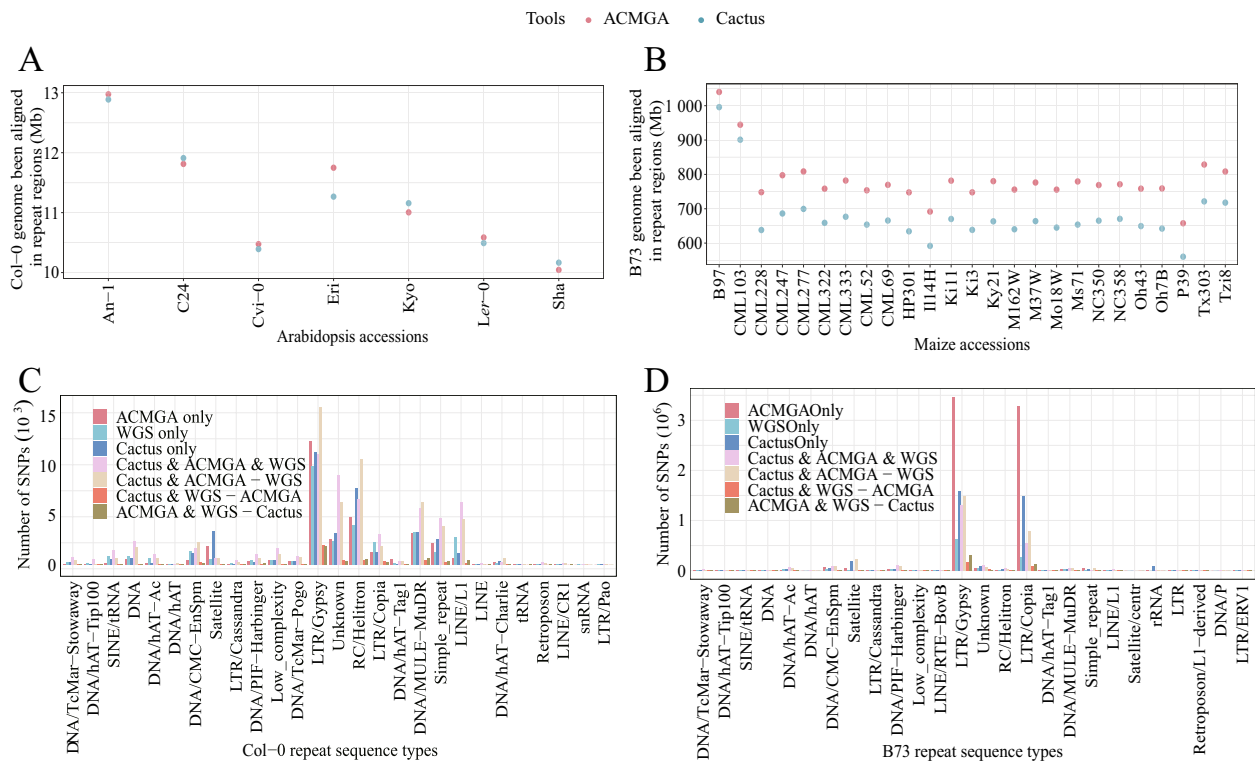 Tools ACMGA Cactus
A
Col−0 genome been aligned
in repeat regions (Mb)
13
12
11
10
An−1
C24
Cvi−0
Eri
Kyo
Ler−0
Sha
Arabidopsis accessions
B
B73 genome been aligned
in repeat regions (Mb)
1 000
900
800
700
600
B97
CML103
CML228
CML247
CML277
CML322
CML333
CML52
CML69
HP301
Il14H
Ki11
Ki3
Ky21
M162W
M37W
Mo18W
Ms71
NC350
NC358
Oh43
Oh7B
P39
Tx303
Tzi8
Maize accessions
C
Number of SNPs (10 3)
15
10
5
0
ACMGA only
WGS only
Cactus only
Cactus & ACMGA & WGS
Cactus & ACMGA − WGS
Cactus & WGS − ACMGA
ACMGA & WGS − Cactus
DNA/TcMar−Stowaway
DNA/hAT−Tip100
SINE/tRNA
DNA
DNA/hAT−Ac
DNA/hAT
DNA/CMC−EnSpm
Satellite
LTR/Cassandra
DNA/PIF−Harbinger
Low_complexity
DNA/TcMar−Pogo
LTR/Gypsy
Unknown
RC/Helitron
LTR/Copia
DNA/hAT−Tag1
DNA/MULE−MuDR
Simple_repeat
LINE/L1
LINE
DNA/hAT−Charlie
tRNA
Retroposon
LINE/CR1
snRNA
LTR/Pao
Col−0 repeat sequence types
D
Number of SNPs (10⁶)
3
2
1
0
ACMGAOnly
WGSOnly
CactusOnly
Cactus & ACMGA & WGS
Cactus & ACMGA − WGS
Cactus & WGS − ACMGA
ACMGA & WGS − Cactus
DNA/TcMar−Stowaway
DNA/hAT−Tip100
SINE/tRNA
DNA
DNA/hAT−Ac
DNA/hAT
DNA/CMC−EnSpm
Satellite
LTR/Cassandra
DNA/PIF−Harbinger
Low_complexity
LINE/RTE−BovB
LTR/Gypsy
Unknown
RC/Helitron
LTR/Copia
DNA/hAT−Tag1
DNA/MULE−MuDR
Simple_repeat
LINE/L1
Satellite/centr
rRNA
LTR
Retroposon/L1−derived
DNA/P
LTR/ERV1
B73 repeat sequence types